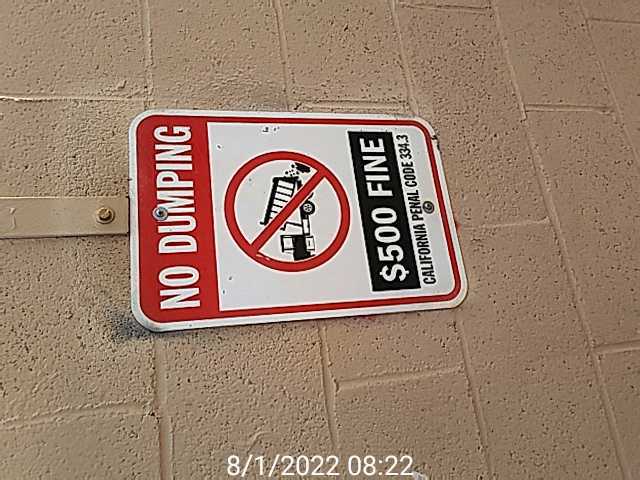 NO DUMPING
$500 FINE
CALIFORNIA PENAL CODE 334.3
8/1/2022 08:22